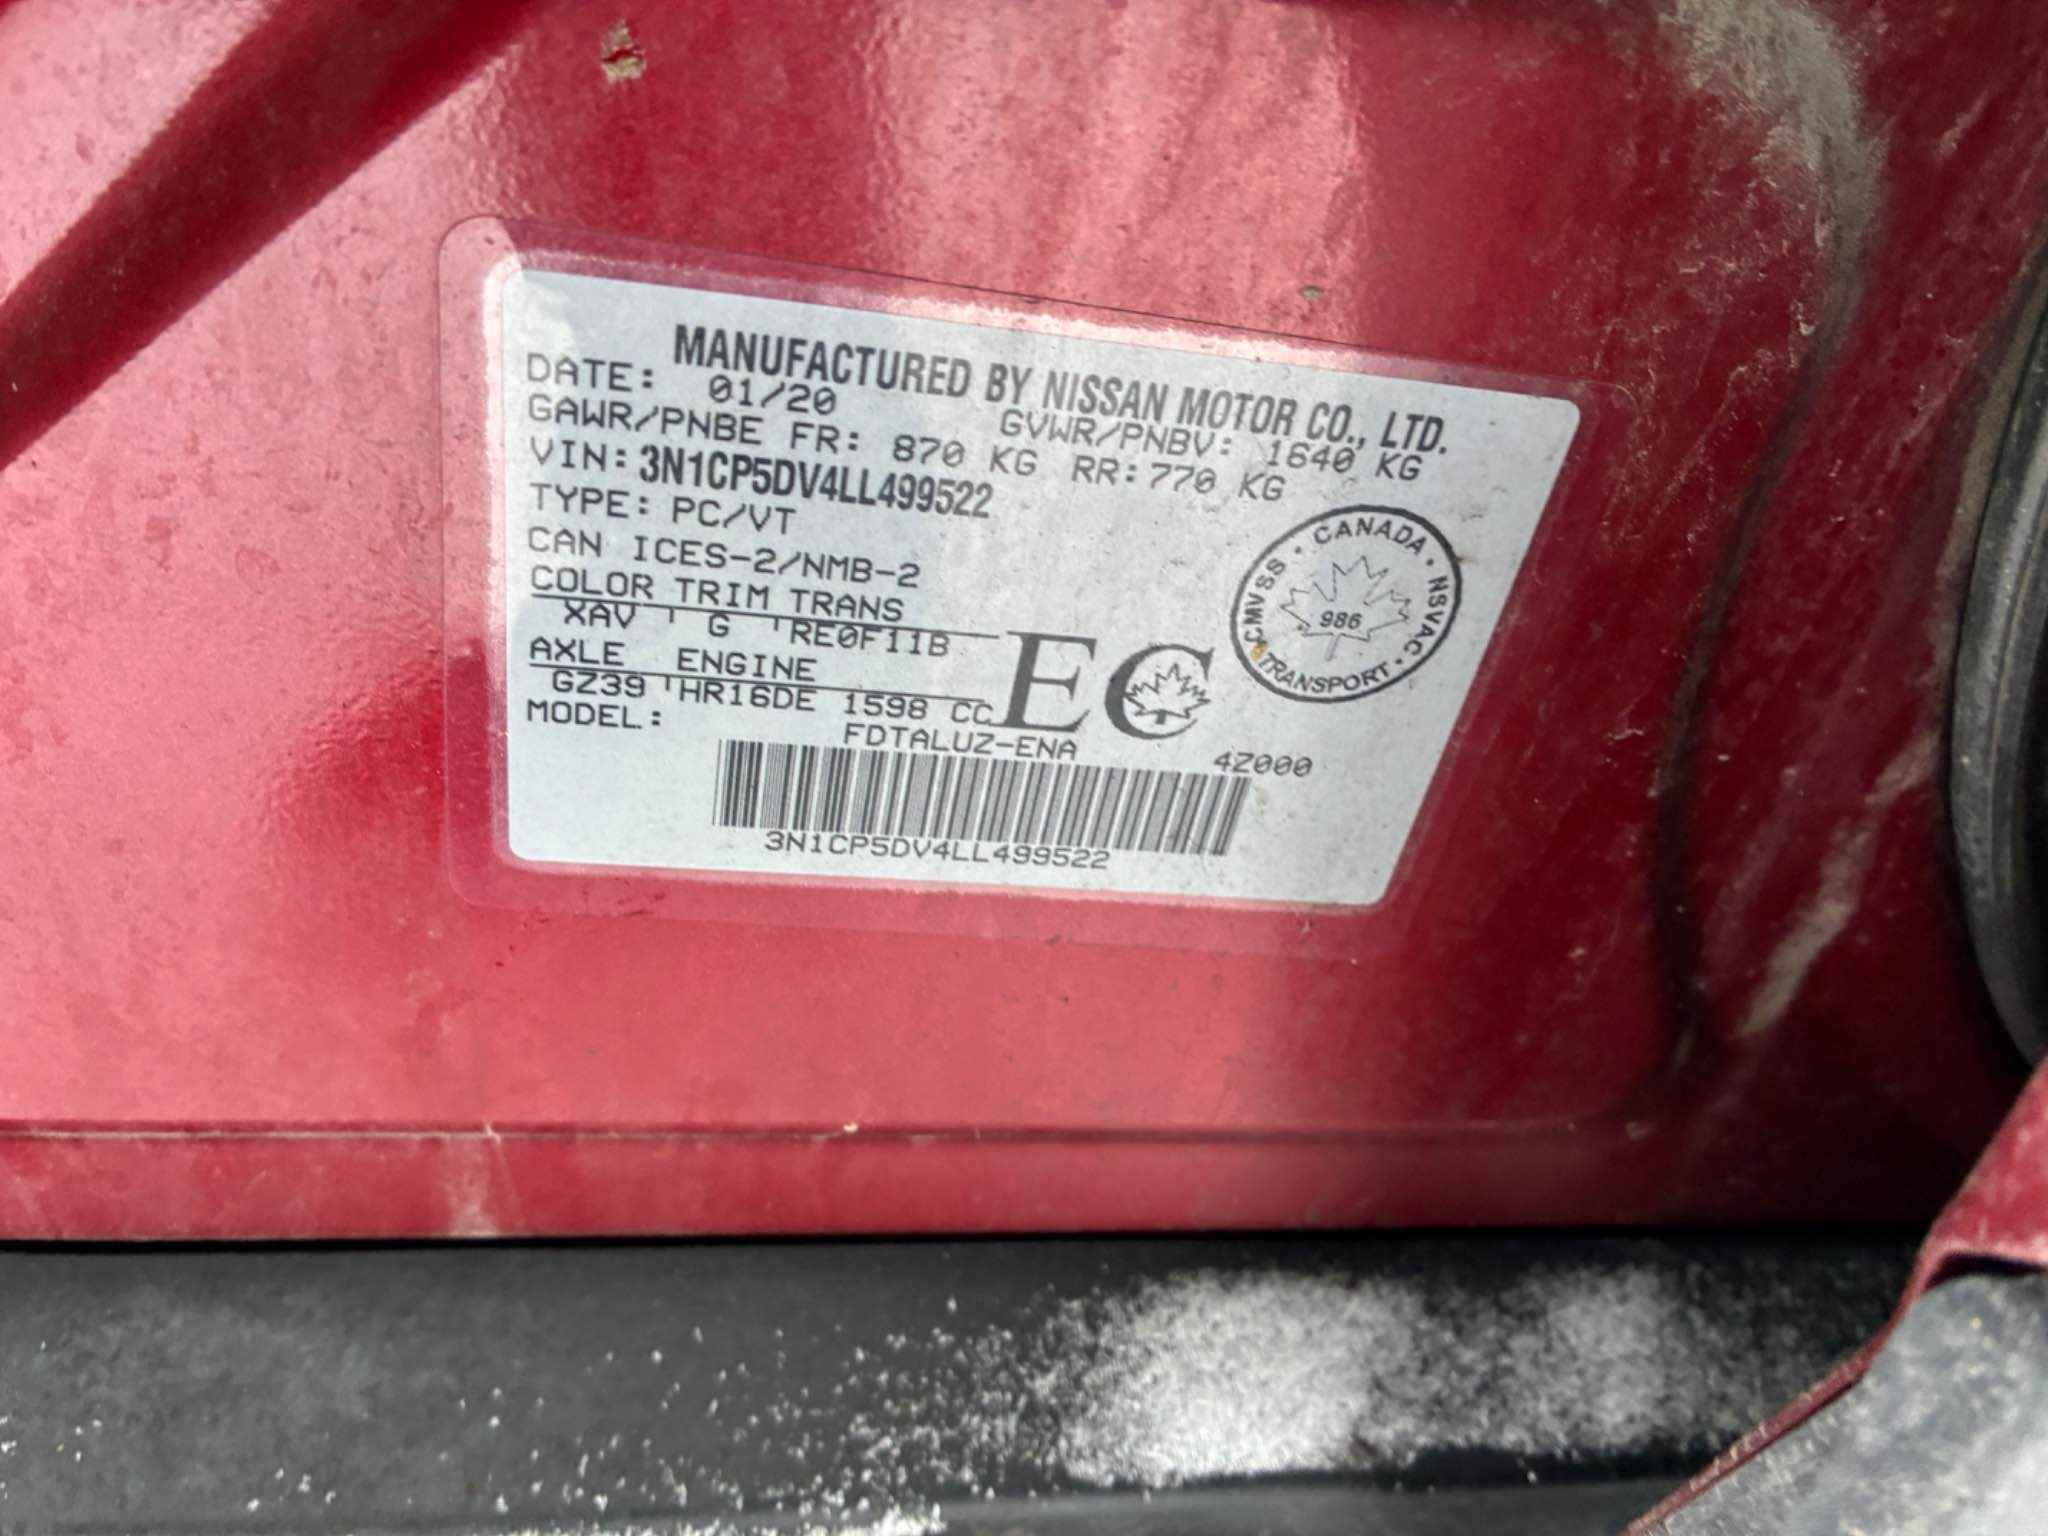 MANUFACTURED BY NISSAN MOTOR CO., LTD.
DATE: 01/20 GVWR/PNBV: 1640 KG
GAWR/PNBE FR: 870 KG RR: 770 KG
VIN: 3N1CP5DV4LL499522
TYPE: PC/VT
CAN ICES-2/NMB-2
COLOR TRIM TRANS
XAV G RE0F11B
AXLE ENGINE
GZ39 HR16DE 1598 CC
EC
MODEL: FDTALUZ-ENA 4Z000
3N1CP5DV4LL499522
CMVSS · CANADA · NSVAC · TRANSPORT
986